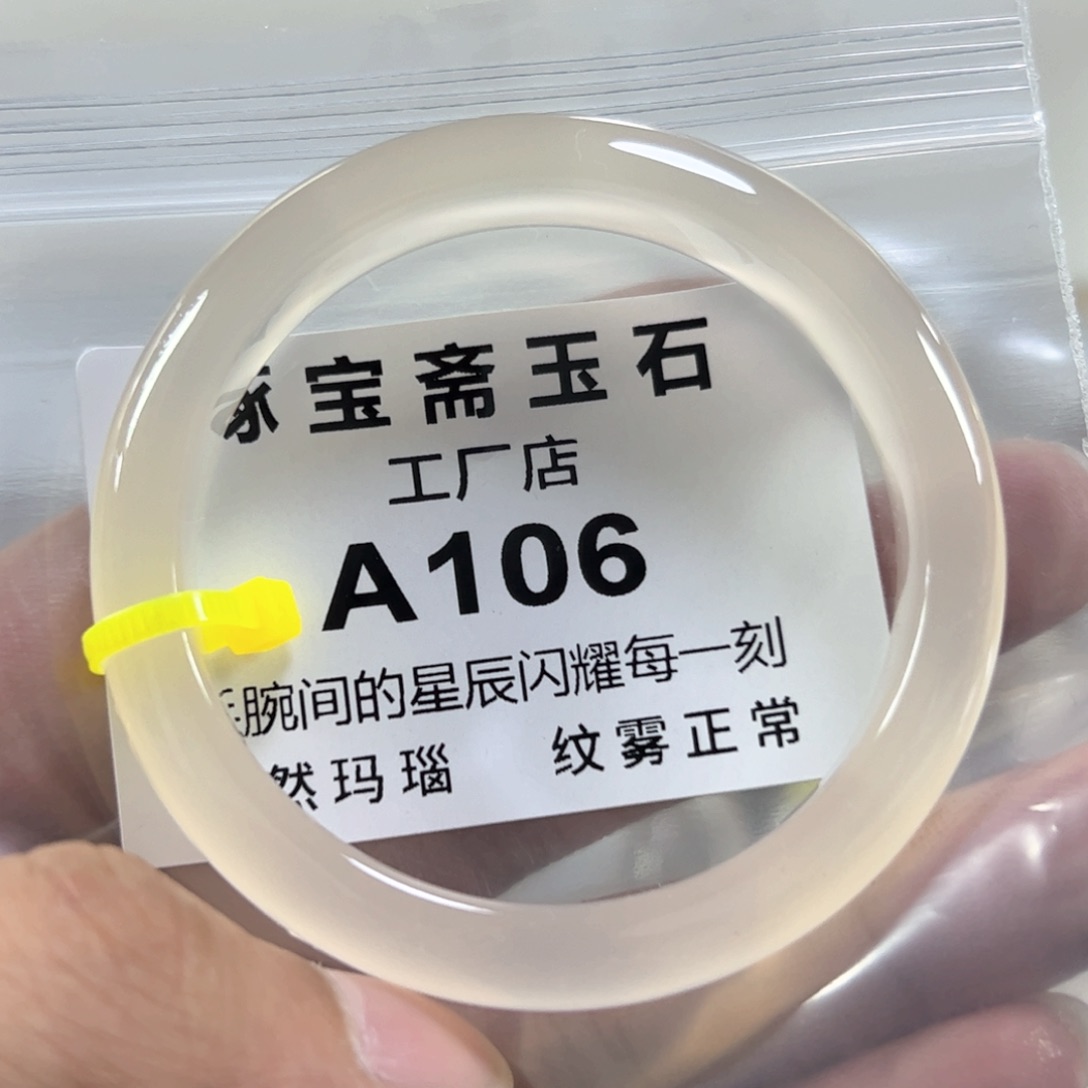 宝斋玉石
工厂店
A106
腕间的星辰闪耀每一刻
然玛瑙 纹雾正常